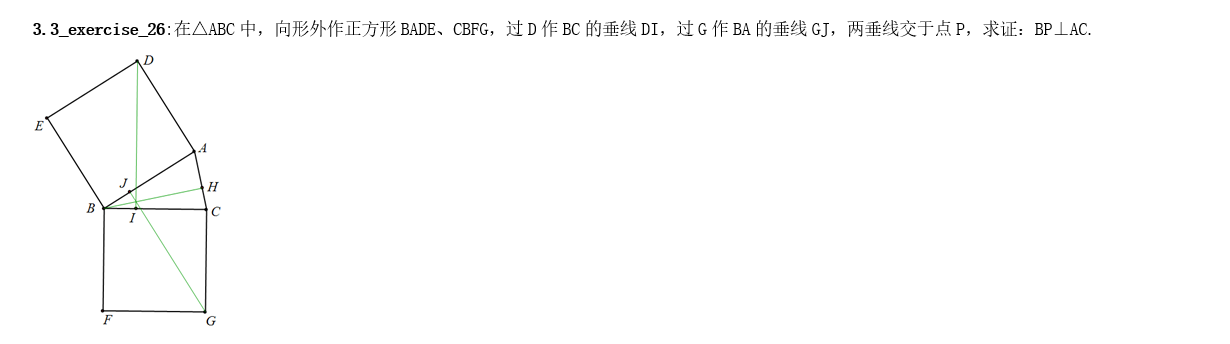 3.3_exercise_26:在△ABC 中，向形外作正方形 BADE、CBFG，过 D 作 BC 的垂线 DI，过 G 作 BA 的垂线 GJ，两垂线交于点 P，求证：BP⊥AC.
D
E
A
J
H
B
I
C
F
G